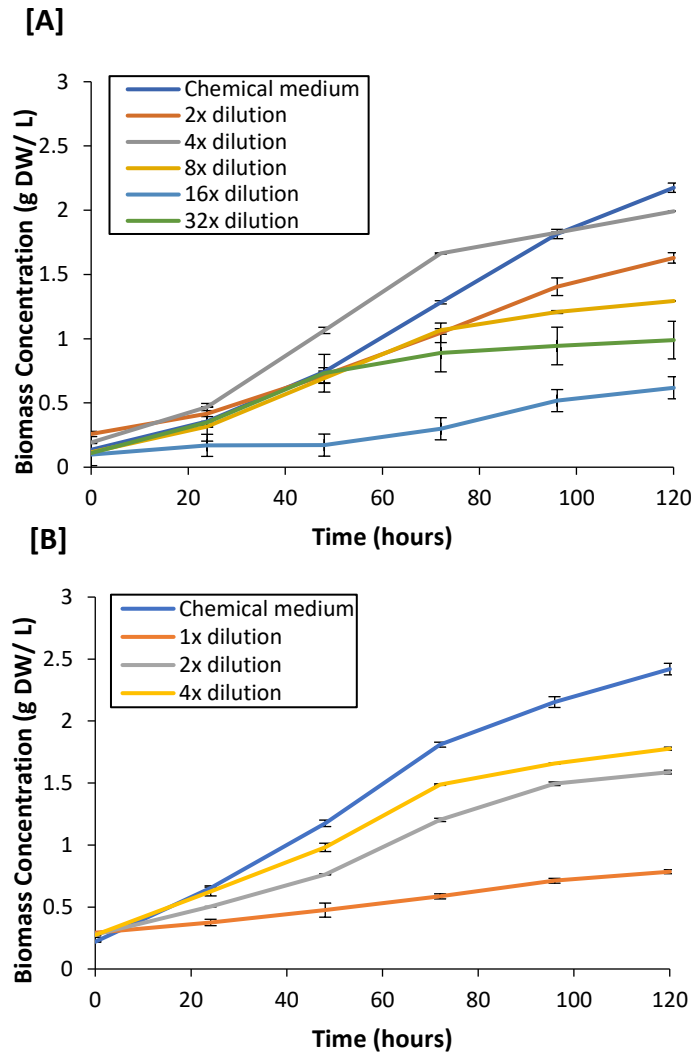 [A]
Biomass Concentration (g DW/ L)
3
2.5
2
1.5
1
0.5
0
Chemical medium
2x dilution
4x dilution
8x dilution
16x dilution
32x dilution
0 20 40 60 80 100 120
Time (hours)
[B]
Biomass Concentration (g DW/ L)
3
2.5
2
1.5
1
0.5
0
Chemical medium
1x dilution
2x dilution
4x dilution
0 20 40 60 80 100 120
Time (hours)